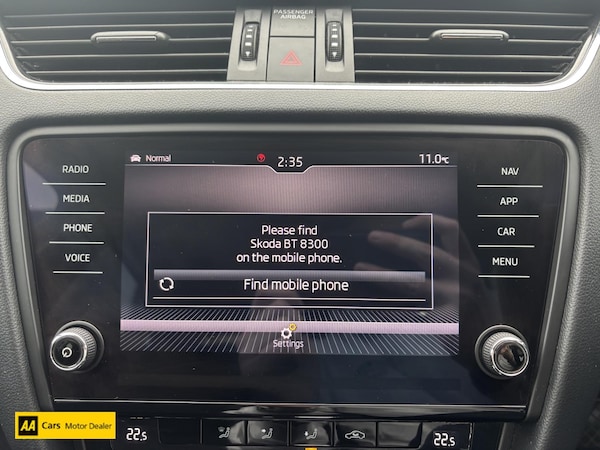 PASSENGER
AIRBAG
Normal
2:35
11.0°C
RADIO
MEDIA
PHONE
VOICE
NAV
APP
CAR
MENU
Please find
Skoda BT 8300
on the mobile phone.
Find mobile phone
Settings
AA Cars Motor Dealer
22.5
22.5